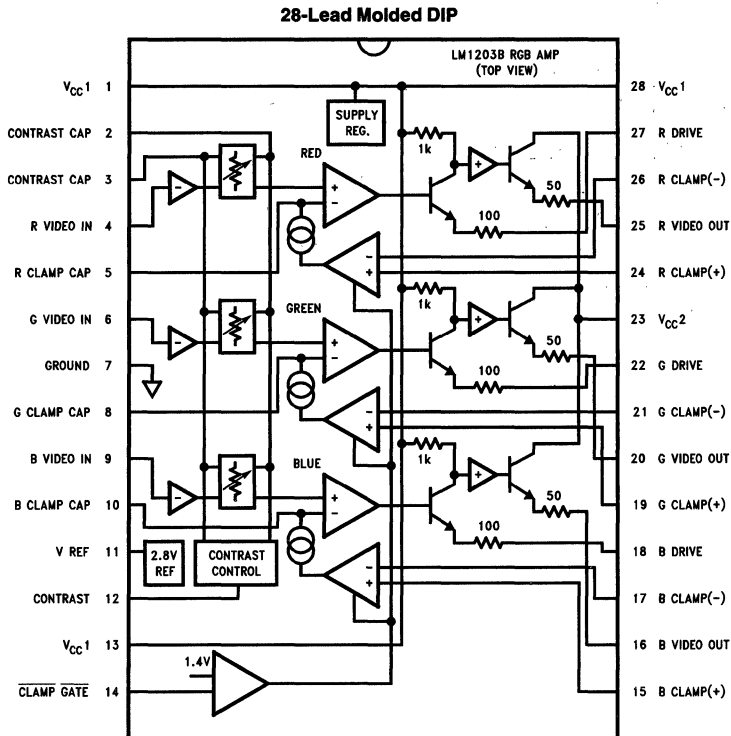 28-Lead Molded DIP
LM1203B RGB AMP
(TOP VIEW)
VCC1 1
CONTRAST CAP 2
CONTRAST CAP 3
R VIDEO IN 4
R CLAMP CAP 5
G VIDEO IN 6
GROUND 7
G CLAMP CAP 8
B VIDEO IN 9
B CLAMP CAP 10
V REF 11
CONTRAST 12
VCC1 13
CLAMP GATE 14
28 VCC1
27 R DRIVE
26 R CLAMP(-)
25 R VIDEO OUT
24 R CLAMP(+)
23 VCC2
22 G DRIVE
21 G CLAMP(-)
20 G VIDEO OUT
19 G CLAMP(+)
18 B DRIVE
17 B CLAMP(-)
16 B VIDEO OUT
15 B CLAMP(+)
SUPPLY
REG.
RED
-
+
-
-
+
1k
+
50
100
GREEN
-
+
-
-
+
1k
+
50
100
BLUE
-
+
-
-
+
1k
+
50
100
2.8V
REF
CONTRAST
CONTROL
1.4V